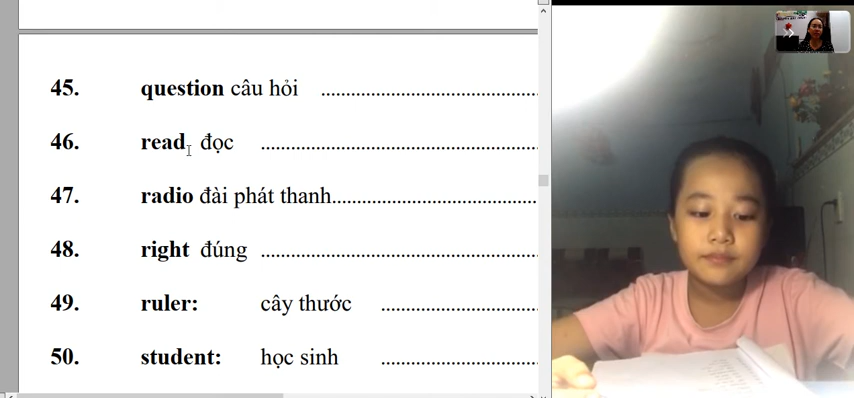 45. question câu hỏi ................................................
46. read đọc ............................................................
47. radio đài phát thanh.............................................
48. right đúng ............................................................
49. ruler: cây thước ...................................
50. student: học sinh ...................................